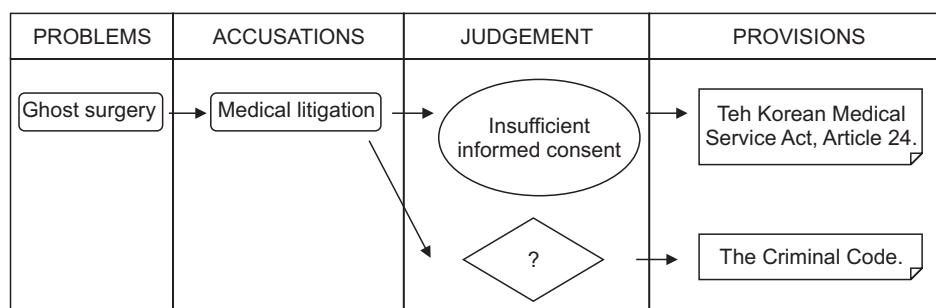 PROBLEMS
ACCUSATIONS
JUDGEMENT
PROVISIONS
Ghost surgery
Medical litigation
Insufficient
informed consent
Teh Korean Medical
Service Act, Article 24.
?
The Criminal Code.